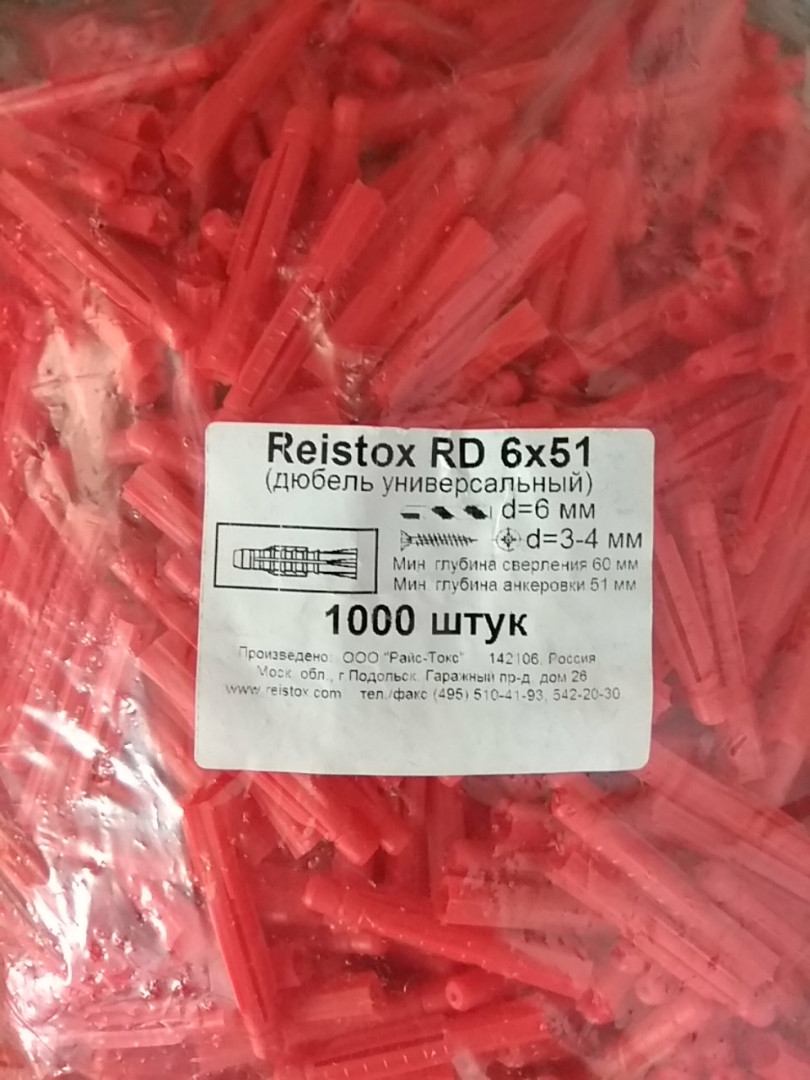 Reistox RD 6x51
(дюбель универсальный)
d=6 мм
d=3-4 мм
Мин. глубина сверления 60 мм
Мин. глубина анкеровки 51 мм
1000 штук
Произведено: ООО "Райс-Токс" 142106, Россия
Моск. обл., г Подольск, Гаражный пр-д, дом 26
www.reistox.com тел./факс (495) 510-41-93, 542-20-30